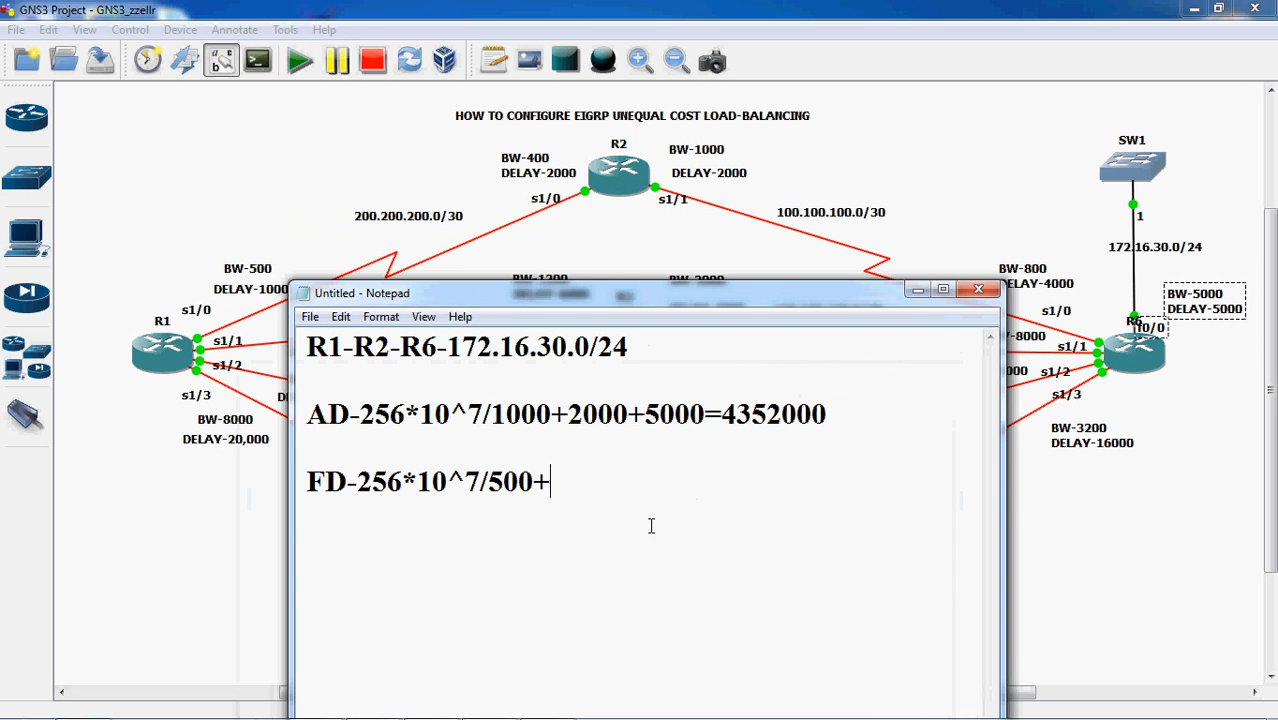 GNS3 Project - GNS3_zzellr
File Edit View Control Device Annotate Tools Help
HOW TO CONFIGURE EIGRP UNEQUAL COST LOAD-BALANCING
R2
BW-400
DELAY-2000
BW-1000
DELAY-2000
s1/0
s1/1
200.200.200.0/30
100.100.100.0/30
SW1
1
172.16.30.0/24
BW-500
DELAY-1000
s1/0
R1
s1/1
s1/2
s1/3
BW-8000
DELAY-20,000
BW-800
DELAY-4000
s1/0
BW-5000
DELAY-5000
R6
f0/0
s1/1
s1/2
s1/3
BW-3200
DELAY-16000
Untitled - Notepad
File Edit Format View Help
R1-R2-R6-172.16.30.0/24
AD-256*10^7/1000+2000+5000=4352000
FD-256*10^7/500+